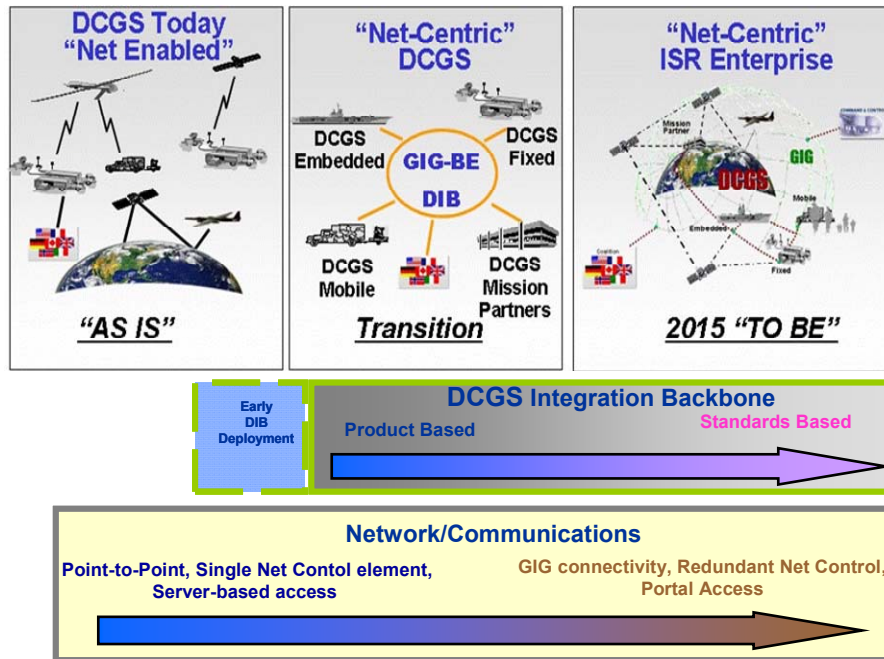 DCGS Today
“Net Enabled”
“AS IS”
“Net-Centric”
DCGS
DCGS
Embedded
DCGS
Fixed
GIG-BE
DIB
DCGS
Mobile
DCGS
Mission
Partners
Transition
“Net-Centric”
ISR Enterprise
COMMAND & CONTROL
Mission
Partner
GIG
DCGS
Mobile
Embedded
Coalition
Fixed
2015 “TO BE”
Early
DIB
Deployment
DCGS Integration Backbone
Product Based
Standards Based
Network/Communications
Point-to-Point, Single Net Contol element,
Server-based access
GIG connectivity, Redundant Net Control,
Portal Access